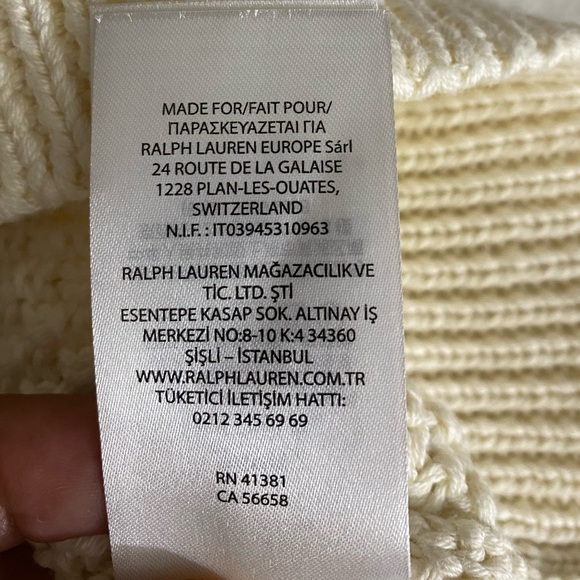 MADE FOR/FAIT POUR/
ΠΑΡΑΣΚΕΥΑΖΕΤΑΙ ΓΙΑ
RALPH LAUREN EUROPE Sárl
24 ROUTE DE LA GALAISE
1228 PLAN-LES-OUATES,
SWITZERLAND
N.I.F. : IT03945310963
RALPH LAUREN MAĞAZACILIK VE
TİC. LTD. ŞTİ
ESENTEPE KASAP SOK. ALTINAY İŞ
MERKEZİ NO:8-10 K:4 34360
ŞİŞLİ – İSTANBUL
WWW.RALPHLAUREN.COM.TR
TÜKETİCİ İLETİŞİM HATTI:
0212 345 69 69
RN 41381
CA 56658